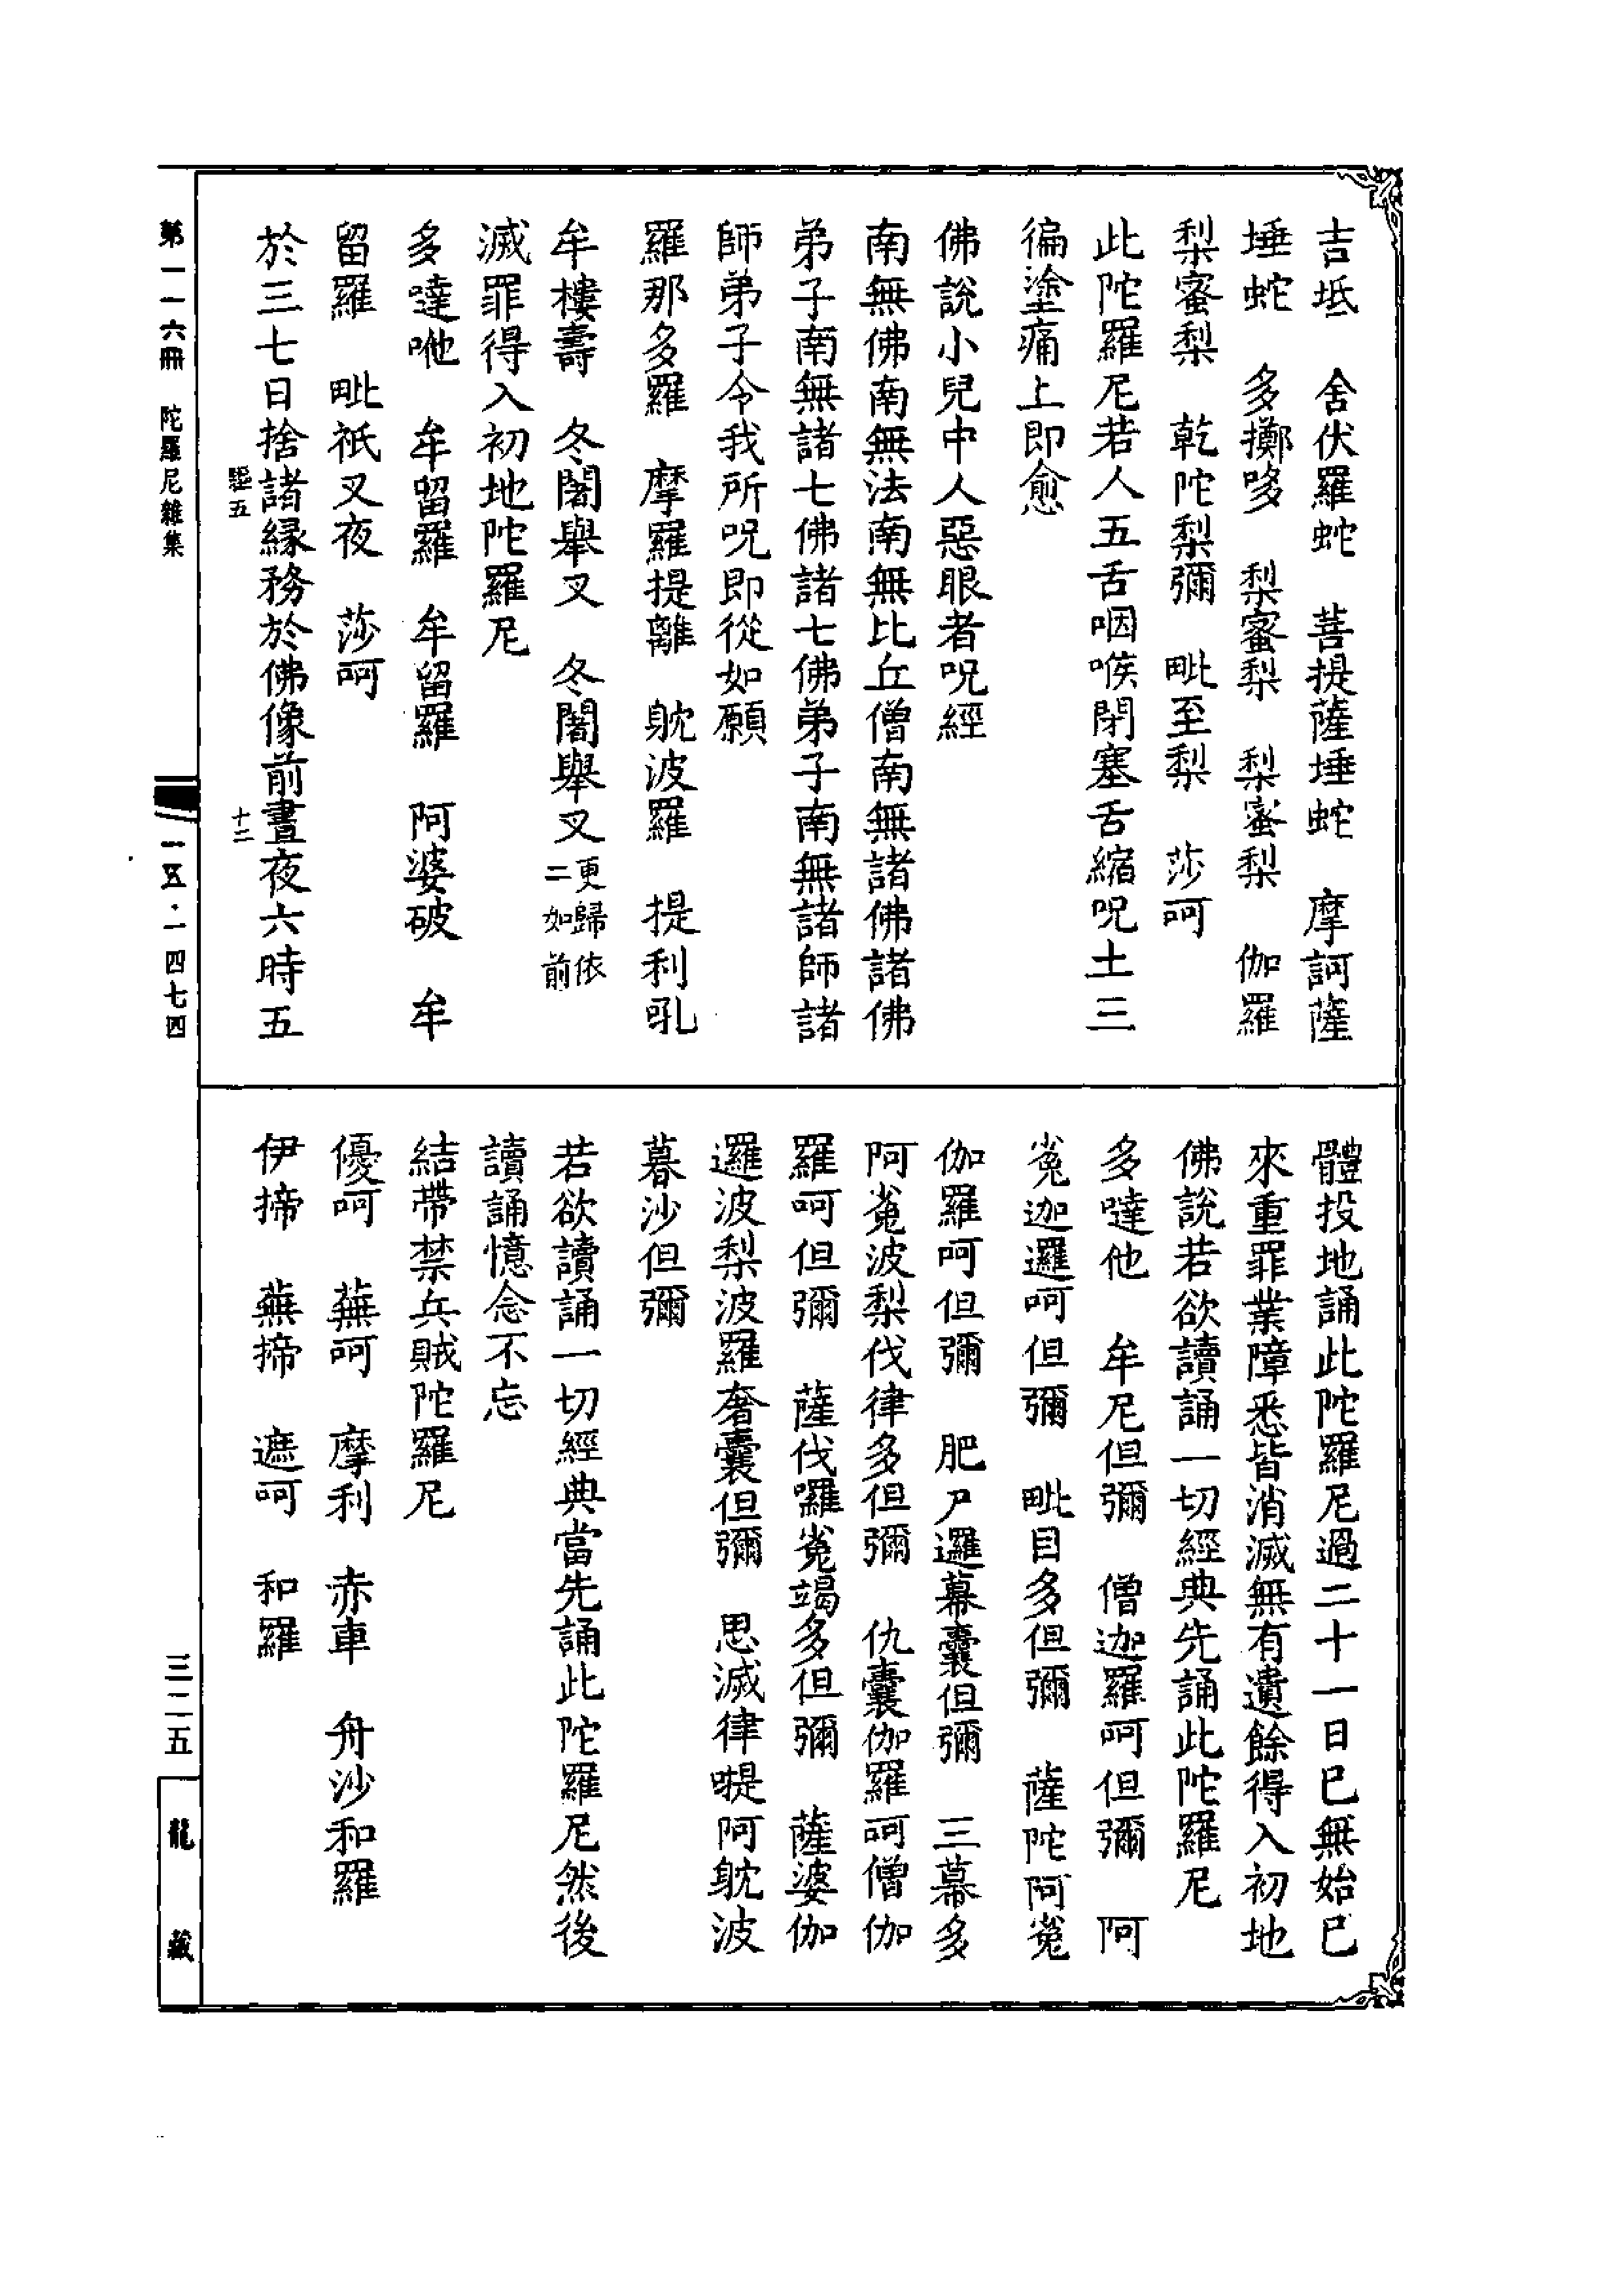 吉坻　舍伏羅蛇　菩提薩埵蛇　摩訶薩
埵蛇　多擲哆　梨蜜梨　梨蜜梨　伽羅
梨蜜梨　乾陀梨彌　毗至梨　莎呵
此陀羅尼若人五舌咽喉閉塞舌縮呪土三
徧塗痛上即愈
佛說小兒中人惡眼者呪經
南無佛南無法南無比丘僧南無諸佛諸佛
弟子南無諸七佛諸七佛弟子南無諸師諸
師弟子令我所呪即從如願
羅那多羅　摩羅提離　躭波羅　提利吼
牟樓壽　冬闍舉叉　冬闍舉叉更歸依二如前
滅罪得入初地陀羅尼
多噠咃　牟留羅　牟留羅　阿婆破　牟
留羅　毗祇叉夜　莎呵
於三七日捨諸緣務於佛像前晝夜六時五
驅五　十二
體投地誦此陀羅尼過二十一日已無始已
來重罪業障悉皆消滅無有遺餘得入初地
佛說若欲讀誦一切經典先誦此陀羅尼
多噠他　牟尼但彌　僧迦羅呵但彌　阿
㝹迦邏呵但彌　毗目多但彌　薩陀阿㝹
伽羅呵但彌　肥尸邏幕囊但彌　三幕多
阿㝹波梨伐律多但彌　仇囊伽羅呵僧伽
羅呵但彌　薩伐囉㝹竭多但彌　薩婆伽
邏波梨波羅奢囊但彌　思滅律㗛阿躭波
暮沙但彌
若欲讀誦一切經典當先誦此陀羅尼然後
讀誦憶念不忘
結帶禁兵賊陀羅尼
優呵　蕪呵　摩利　赤車　舟沙和羅
伊揥　蕪揥　遮呵　和羅
第一一六冊　陀羅尼雜集
一五·一四七四
三二五
龍藏